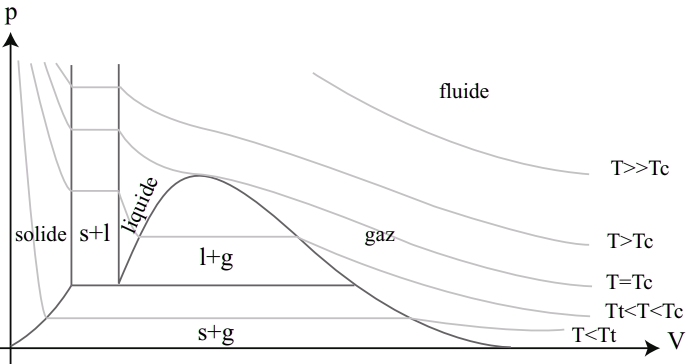 p
fluide
T>>Tc
liquide
solide
s+l
gaz
T>Tc
l+g
T=Tc
Tt<T<Tc
s+g
T<Tt
V